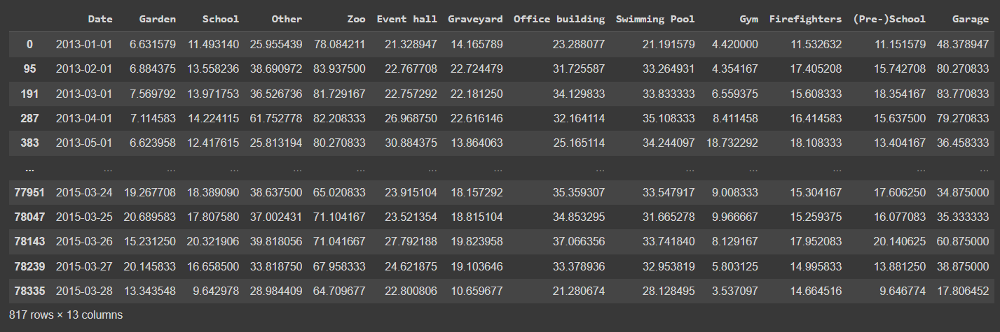 Date Garden School Other Zoo Event hall Graveyard Office building Swimming Pool Gym Firefighters (Pre-)School Garage
0 2013-01-01 6.631579 11.493140 25.955439 78.084211 21.328947 14.165789 23.288077 21.191579 4.420000 11.532632 11.151579 48.378947
95 2013-02-01 6.884375 13.558236 38.690972 83.937500 22.767708 22.724479 31.725587 33.264931 4.354167 17.405208 15.742708 80.270833
191 2013-03-01 7.569792 13.971753 36.526736 81.729167 22.757292 22.181250 34.129833 33.833333 6.559375 15.608333 18.354167 83.770833
287 2013-04-01 7.114583 14.224115 61.752778 82.208333 26.968750 22.616146 32.164114 35.108333 8.411458 16.414583 15.637500 79.270833
383 2013-05-01 6.623958 12.417615 25.813194 80.270833 30.884375 13.864063 25.165114 34.244097 18.732292 18.108333 13.404167 36.458333
... ... ... ... ... ... ... ... ... ... ... ... ... ...
77951 2015-03-24 19.267708 18.389090 38.637500 65.020833 23.915104 18.157292 35.359307 33.547917 9.008333 15.304167 17.606250 34.875000
78047 2015-03-25 20.689583 17.807580 37.002431 71.104167 23.521354 18.815104 34.853295 31.665278 9.966667 15.259375 16.077083 35.333333
78143 2015-03-26 15.231250 20.321906 39.818056 71.041667 27.792188 19.823958 37.066356 33.741840 8.129167 17.952083 20.140625 60.875000
78239 2015-03-27 20.145833 16.658500 33.818750 67.958333 24.621875 19.103646 33.378936 32.953819 5.803125 14.995833 13.881250 38.875000
78335 2015-03-28 13.343548 9.642978 28.984409 64.709677 22.800806 10.659677 21.280674 28.128495 3.537097 14.664516 9.646774 17.806452
817 rows × 13 columns